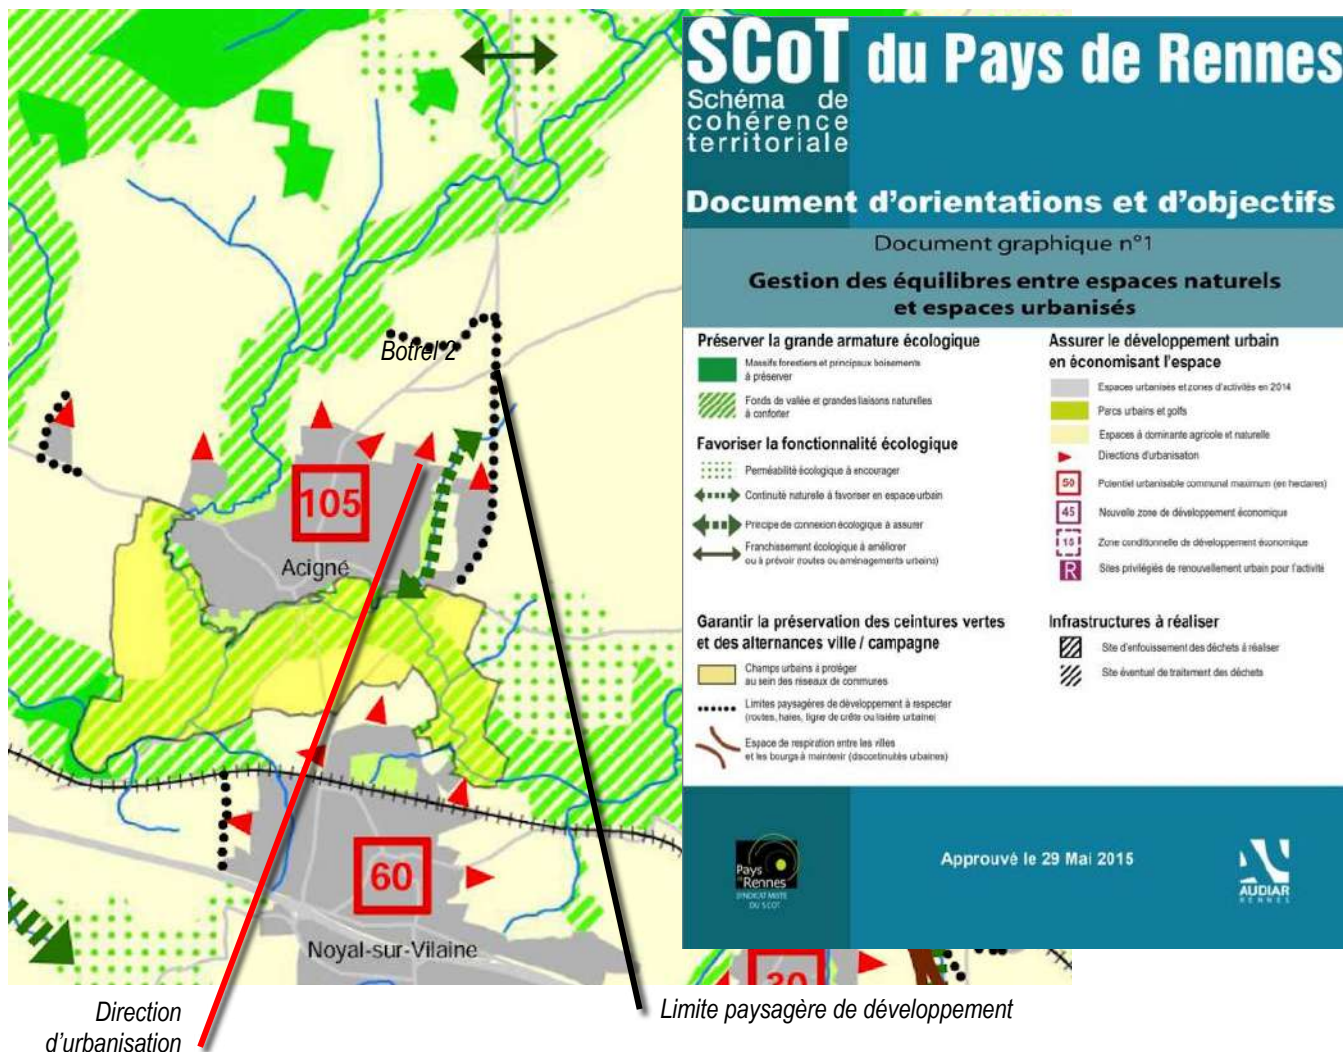 Botrel 2
105
Acigné
60
Noyal-sur-Vilaine
Direction
d'urbanisation
Limite paysagère de développement
SCoT du Pays de Rennes
Schéma de
cohérence
territoriale
Document d'orientations et d'objectifs
Document graphique n°1
Gestion des équilibres entre espaces naturels
et espaces urbanisés
Préserver la grande armature écologique
Massifs forestiers et principaux boisements
à préserver
Fonds de vallée et grandes liaisons naturelles
à conforter
Favoriser la fonctionnalité écologique
Perméabilité écologique à encourager
Continuité naturelle à favoriser en espace urbain
Principe de connexion écologique à assurer
Franchissement écologique à améliorer
ou à prévoir (routes ou aménagements urbains)
Garantir la préservation des ceintures vertes
et des alternances ville / campagne
Champs urbains à protéger
au sein des réseaux de communes
Limites paysagères de développement à respecter
(routes, haies, ligne de crête ou lisière urbaine)
Espace de respiration entre les villes
et les bourgs à maintenir (discontinuités urbaines)
Assurer le développement urbain
en économisant l'espace
Espaces urbanisés et zones d'activités en 2014
Parcs urbains et golfs
Espaces à dominante agricole et naturelle
Directions d'urbanisation
50 Potentiel urbanisable communal maximum (en hectares)
45 Nouvelle zone de développement économique
15 Zone conditionnelle de développement économique
R Sites privilégiés de renouvellement urbain pour l'activité
Infrastructures à réaliser
Site d'enfouissement des déchets à réaliser
Site éventuel de traitement des déchets
Pays
de Rennes
SYNDICAT MIXTE
DU SCOT
Approuvé le 29 Mai 2015
AUDIAR
RENNES